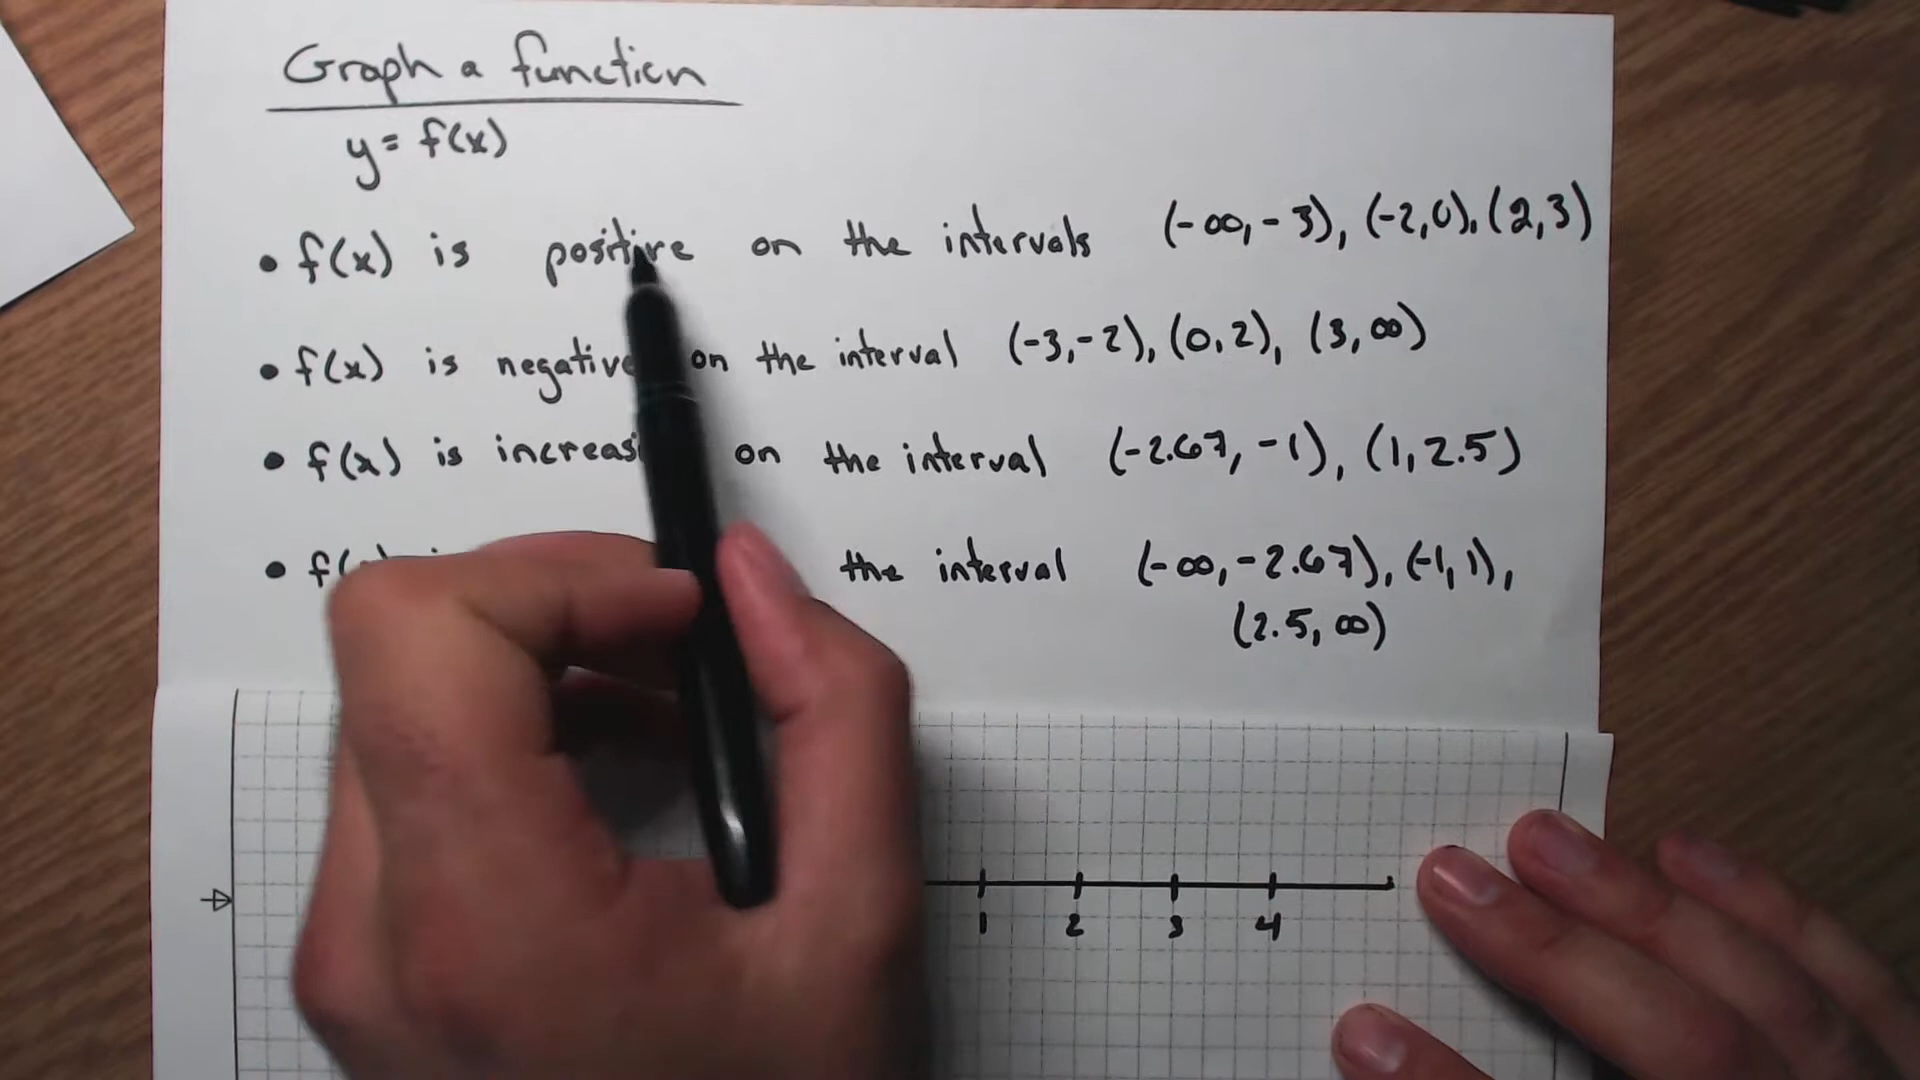 Graph a function
y = f(x)
• f(x) is positive on the intervals (-∞, -3), (-2,0), (2,3)
• f(x) is negative on the interval (-3,-2), (0,2), (3,∞)
• f(x) is increasi on the interval (-2.67, -1), (1, 2.5)
• f( the interval (-∞, -2.67), (-1, 1),
(2.5, ∞)
1 2 3 4